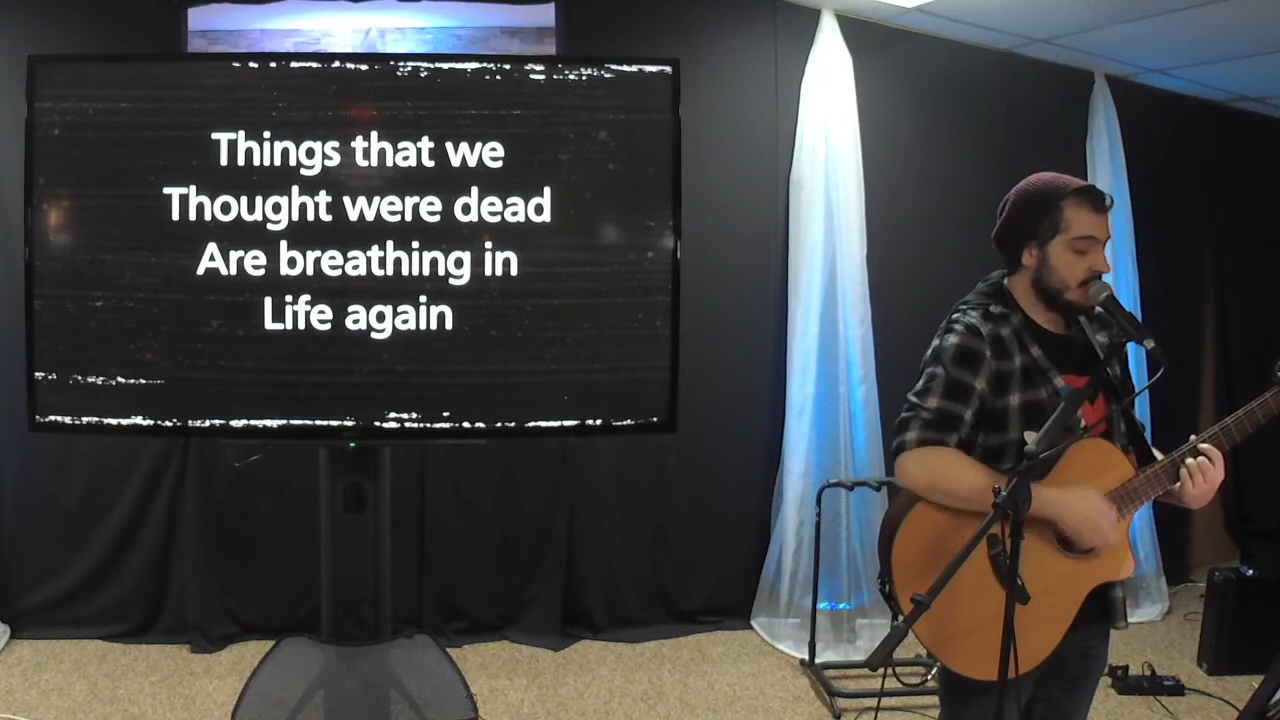 Things that we
Thought were dead
Are breathing in
Life again